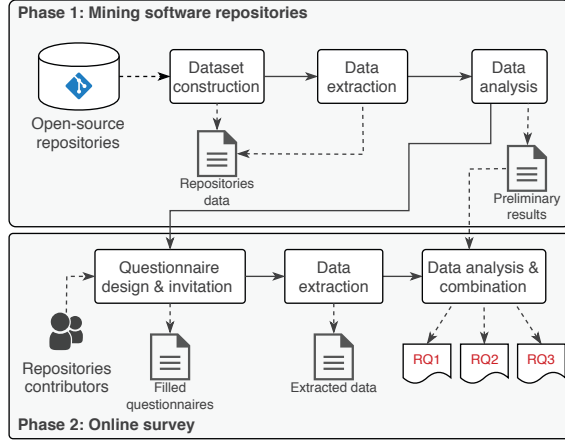 Phase 1: Mining software repositories
Dataset
construction
Data
extraction
Data
analysis
Open-source
repositories
Repositories
data
Preliminary
results
Questionnaire
design & invitation
Data
extraction
Data analysis &
combination
Repositories
contributors
Filled
questionnaires
Extracted data
RQ1
RQ2
RQ3
Phase 2: Online survey